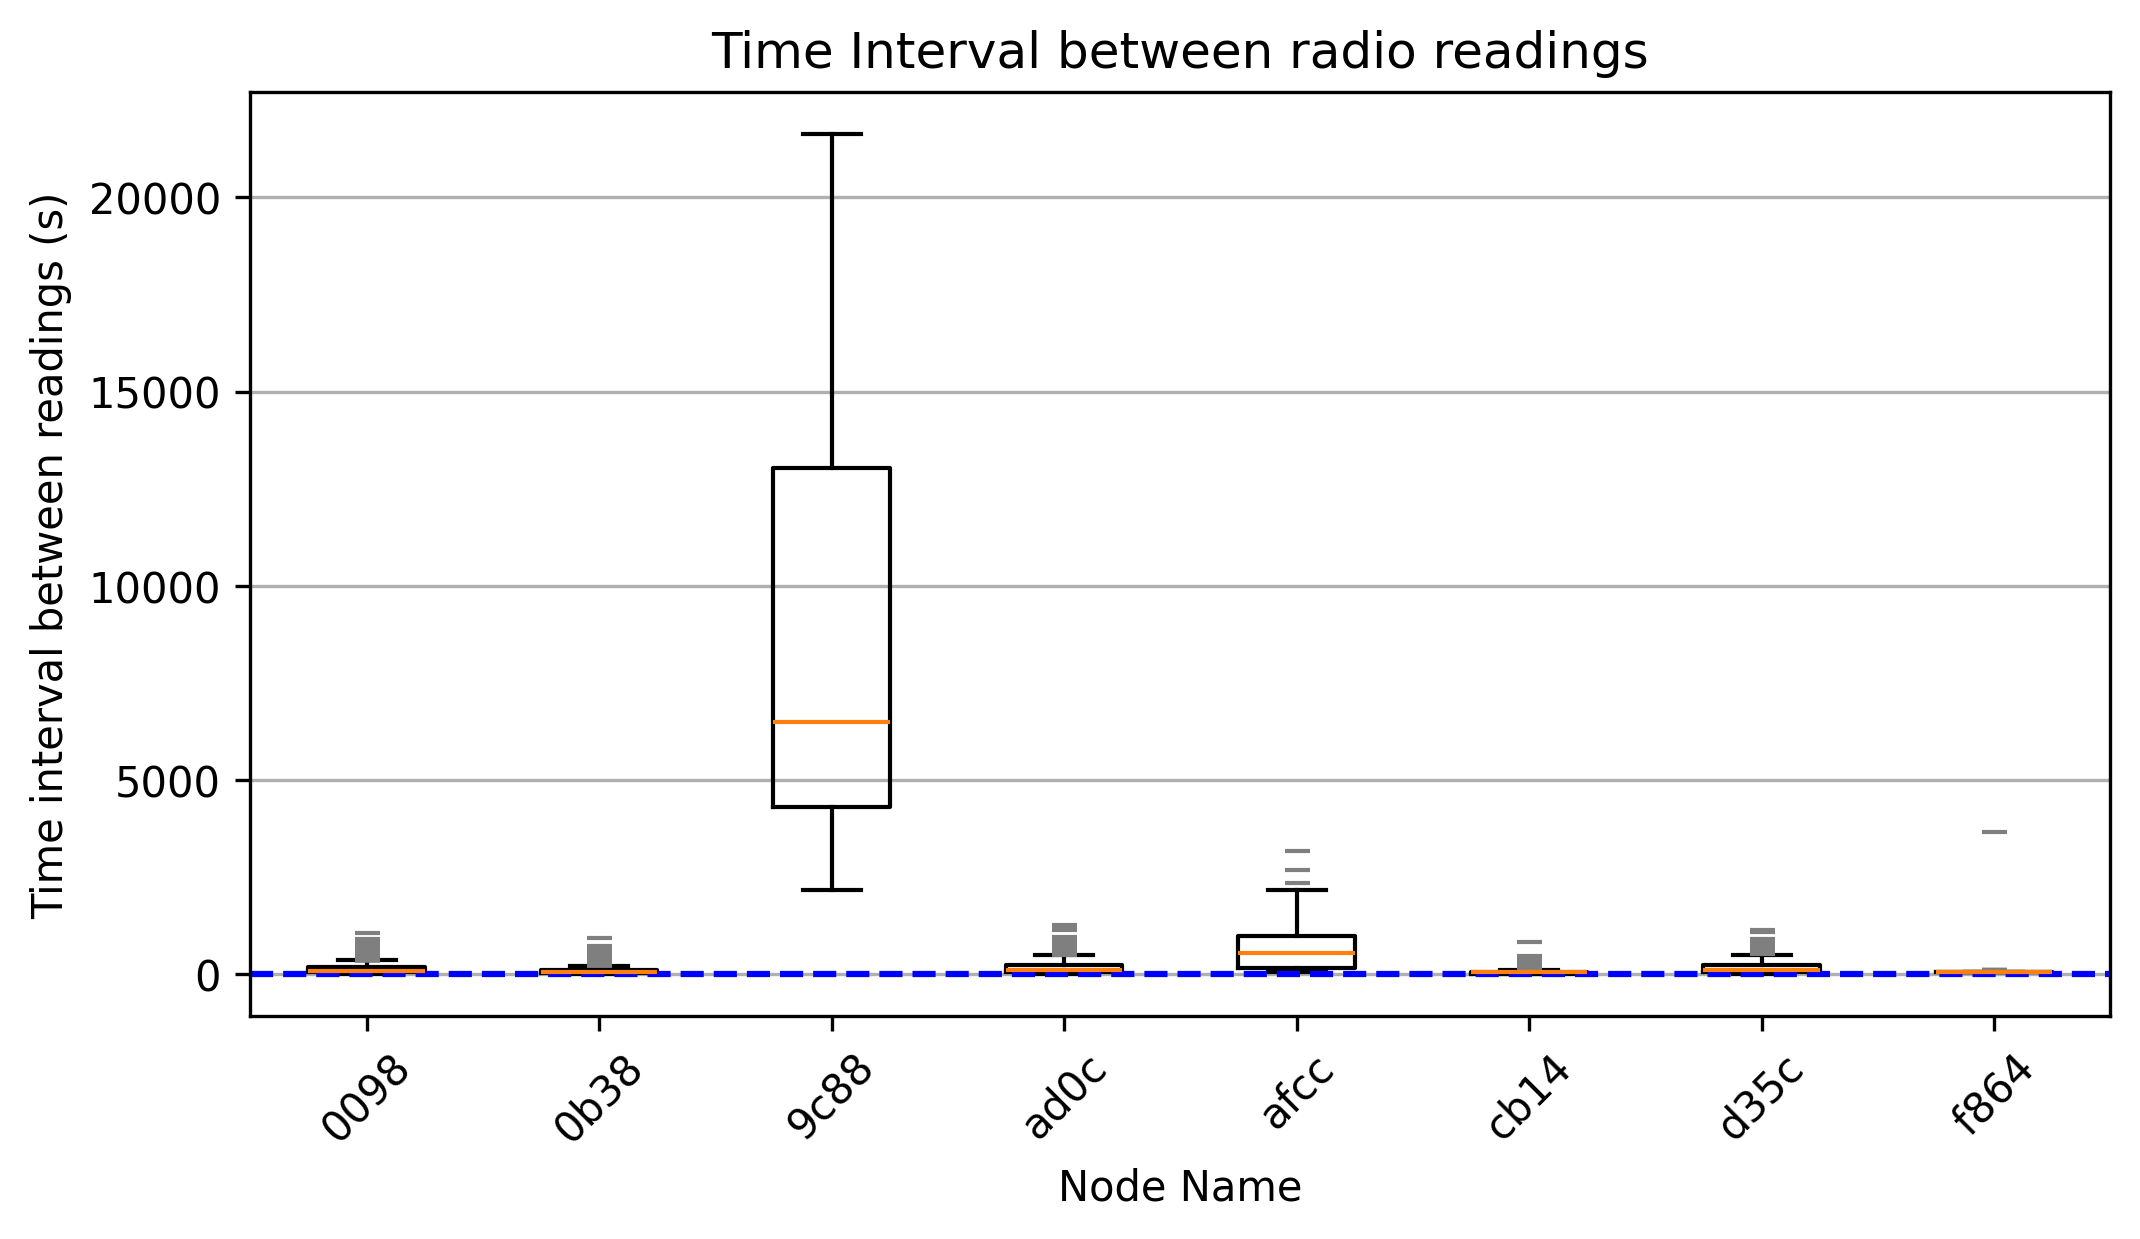 Time Interval between radio readings
Time interval between readings (s)
20000
15000
10000
5000
0
0098
0b38
9c88
ad0c
afcc
cb14
d35c
f864
Node Name